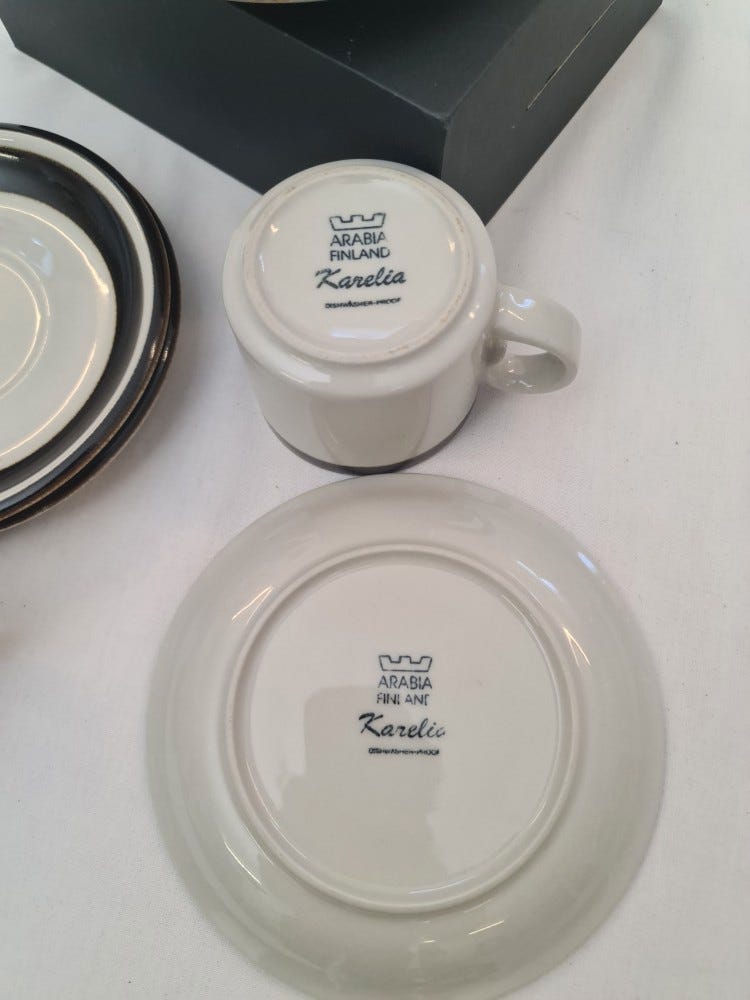 ARABIA
FINLAND
Karelia
DISHWASHER-PROOF
ARABIA
FINLAND
Karelia
DISHWASHER-PROOF